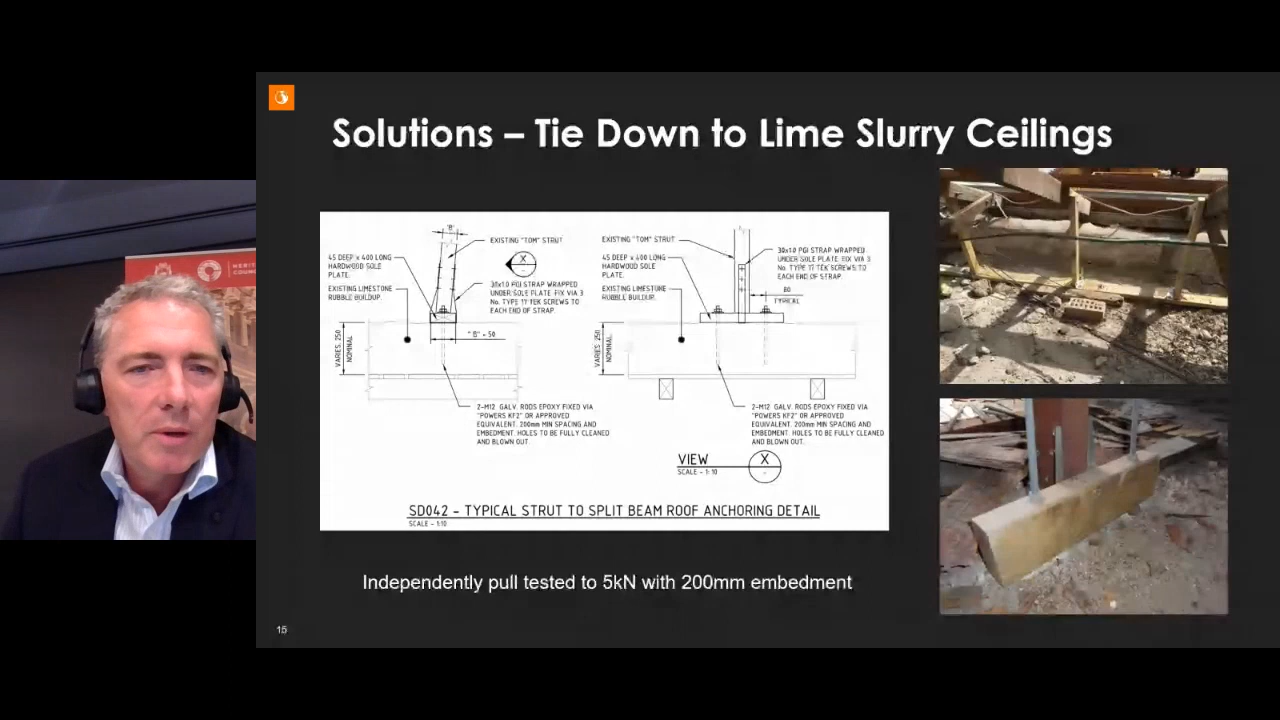 Solutions – Tie Down to Lime Slurry Ceilings
'B'
EXISTING "TOM" STRUT
45 DEEP x 400 LONG
HARDWOOD SOLE
PLATE.
X
-
EXISTING LIMESTONE
RUBBLE BUILDUP.
30x1.0 PGI STRAP WRAPPED
UNDER SOLE PLATE FIX VIA 3
No. TYPE 17 TEK SCREWS TO
EACH END OF STRAP.
"B" - 50
VARIES. 250
NOMINAL
2-M12 GALV. RODS EPOXY FIXED VIA
"POWERS KF2" OR APPROVED
EQUIVALENT. 200mm MIN SPACING AND
EMBEDMENT. HOLES TO BE FULLY CLEANED
AND BLOWN OUT.
EXISTING "TOM" STRUT
45 DEEP x 400 LONG
HARDWOOD SOLE
PLATE.
EXISTING LIMESTONE
RUBBLE BUILDUP.
30x1.0 PGI STRAP WRAPPED
UNDER SOLE PLATE FIX VIA 3
No. TYPE 17 TEK SCREWS TO
EACH END OF STRAP.
80
TYPICAL
VARIES. 250
NOMINAL
2-M12 GALV. RODS EPOXY FIXED VIA
"POWERS KF2" OR APPROVED
EQUIVALENT. 200mm MIN SPACING AND
EMBEDMENT. HOLES TO BE FULLY CLEANED
AND BLOWN OUT.
VIEW
SCALE - 1:10
X
-
SD042 - TYPICAL STRUT TO SPLIT BEAM ROOF ANCHORING DETAIL
SCALE - 1:10
Independently pull tested to 5kN with 200mm embedment
15